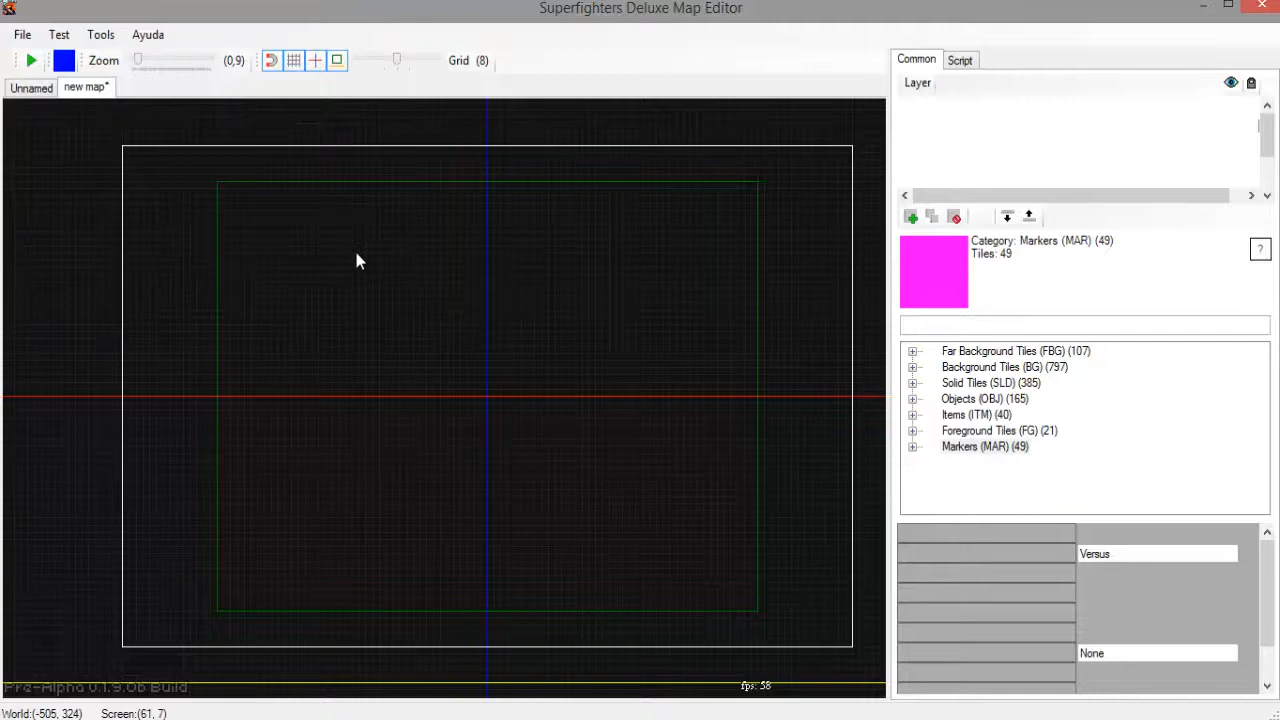 Superfighters Deluxe Map Editor
File Test Tools Ayuda
Zoom (0,9) Grid (8)
Unnamed new map*
Common Script
Layer
Category: Markers (MAR) (49)
Tiles: 49
?
Far Background Tiles (FBG) (107)
Background Tiles (BG) (797)
Solid Tiles (SLD) (385)
Objects (OBJ) (165)
Items (ITM) (40)
Foreground Tiles (FG) (21)
Markers (MAR) (49)
Versus
None
Pre-Alpha v.1.9.0b Build
fps: 58
World:(-505, 324) Screen:(61, 7)